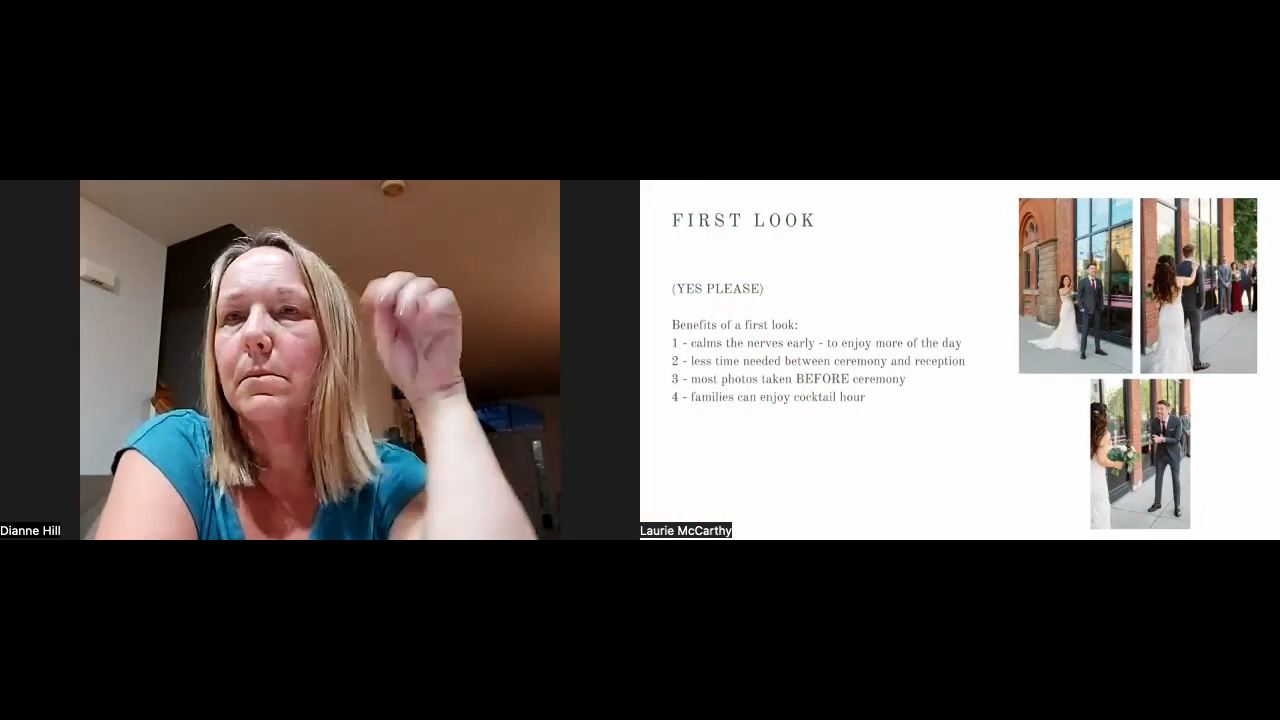 FIRST LOOK
(YES PLEASE)
Benefits of a first look:
1 - calms the nerves early - to enjoy more of the day
2 - less time needed between ceremony and reception
3 - most photos taken BEFORE ceremony
4 - families can enjoy cocktail hour
Dianne Hill
Laurie McCarthy